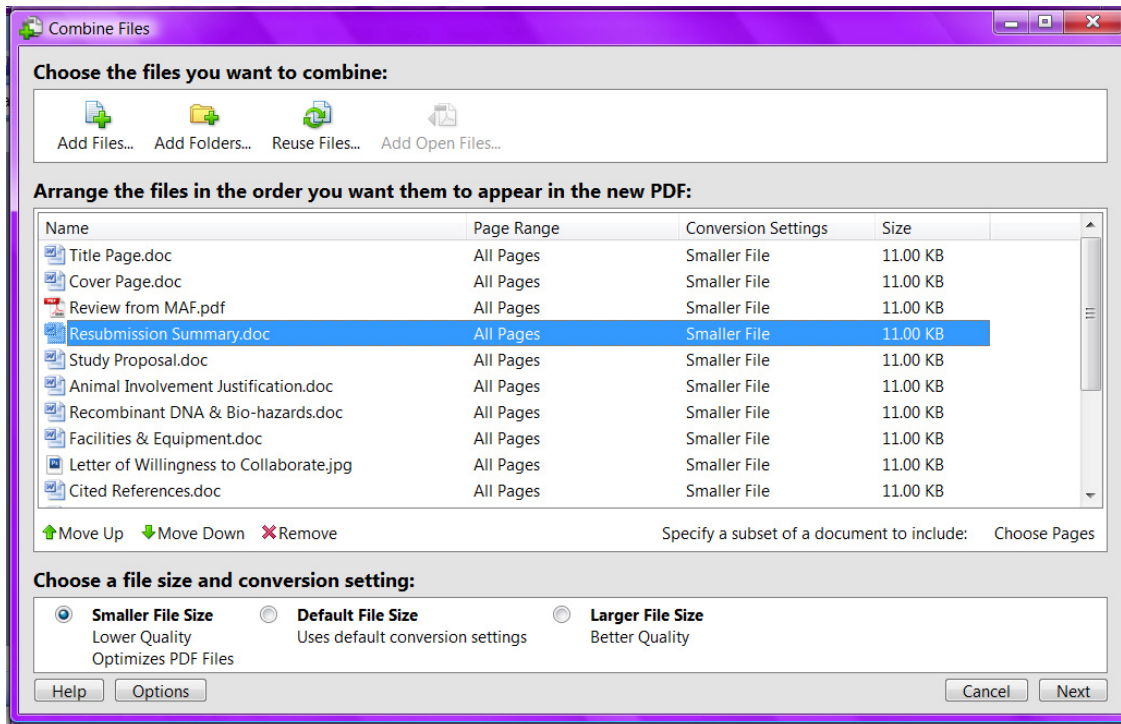 Combine Files
Choose the files you want to combine:
Add Files... Add Folders... Reuse Files... Add Open Files...
Arrange the files in the order you want them to appear in the new PDF:
Name Page Range Conversion Settings Size
Title Page.doc All Pages Smaller File 11.00 KB
Cover Page.doc All Pages Smaller File 11.00 KB
Review from MAF.pdf All Pages Smaller File 11.00 KB
Resubmission Summary.doc All Pages Smaller File 11.00 KB
Study Proposal.doc All Pages Smaller File 11.00 KB
Animal Involvement Justification.doc All Pages Smaller File 11.00 KB
Recombinant DNA & Bio-hazards.doc All Pages Smaller File 11.00 KB
Facilities & Equipment.doc All Pages Smaller File 11.00 KB
Letter of Willingness to Collaborate.jpg All Pages Smaller File 11.00 KB
Cited References.doc All Pages Smaller File 11.00 KB
Move Up Move Down Remove Specify a subset of a document to include: Choose Pages
Choose a file size and conversion setting:
Smaller File Size Default File Size Larger File Size
Lower Quality Uses default conversion settings Better Quality
Optimizes PDF Files
Help Options Cancel Next